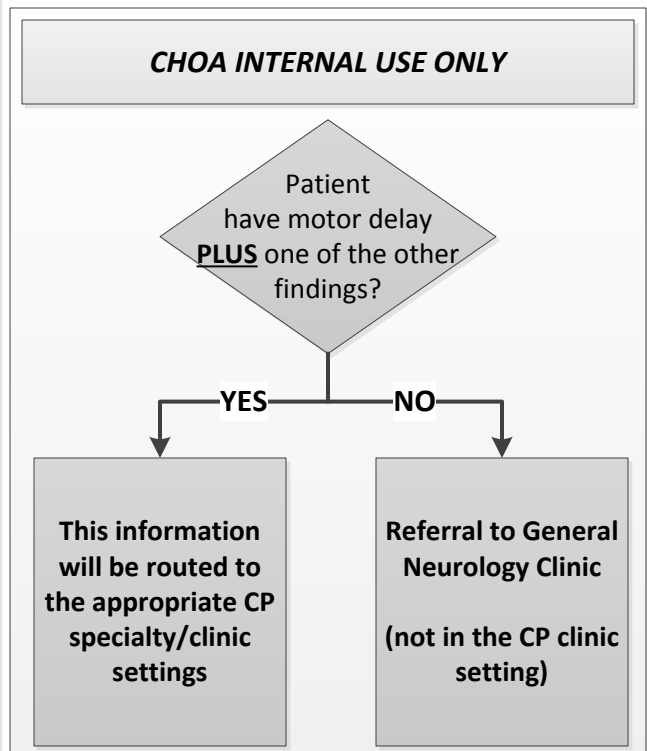 CHOA INTERNAL USE ONLY
Patient
have motor delay
PLUS one of the other
findings?
YES
NO
This information
will be routed to
the appropriate CP
specialty/clinic
settings
Referral to General
Neurology Clinic
(not in the CP clinic
setting)